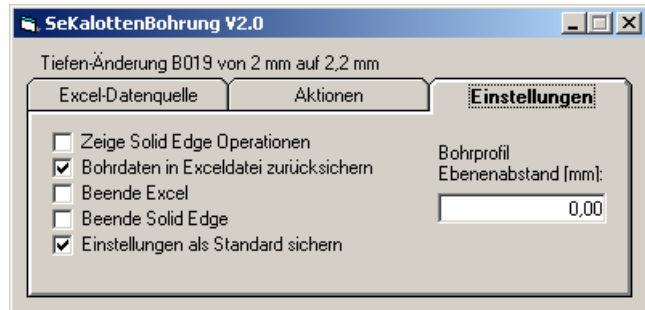 SeKalottenBohrung V2.0
Tiefen-Änderung B019 von 2 mm auf 2,2 mm
Excel-Datenquelle Aktionen Einstellungen
Zeige Solid Edge Operationen
Bohrdaten in Exceldatei zurücksichern
Beende Excel
Beende Solid Edge
Einstellungen als Standard sichern
Bohrprofil
Ebenenabstand [mm]:
0,00